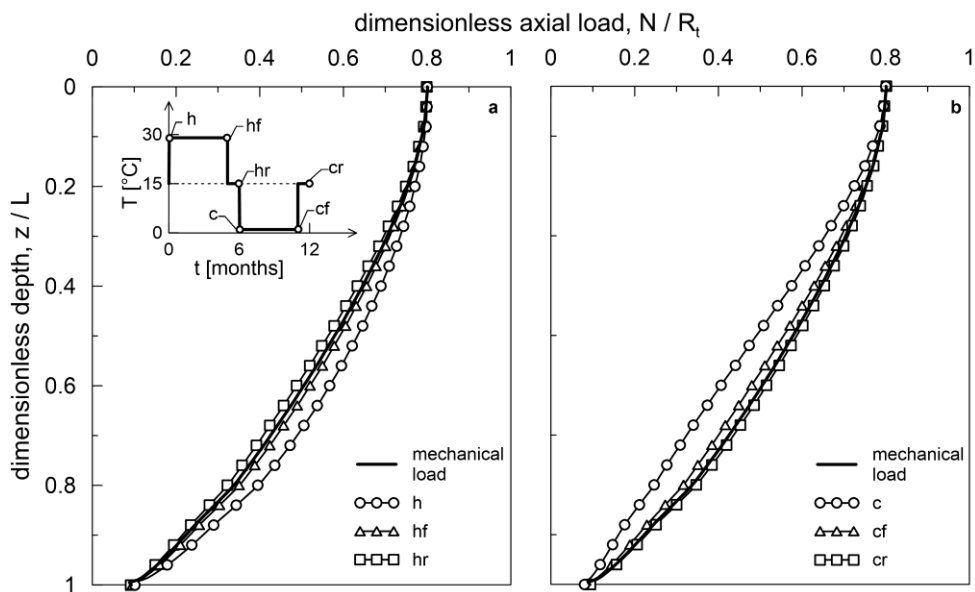 dimensionless axial load, N / Rt
0 0.2 0.4 0.6 0.8 1
0 0.2 0.4 0.6 0.8 1
dimensionless depth, z / L
0
0.2
0.4
0.6
0.8
1
a
T [°C]
30
15
0
h
hf
hr
cr
c
cf
0 6 12
t [months]
mechanical
load
h
hf
hr
b
mechanical
load
c
cf
cr